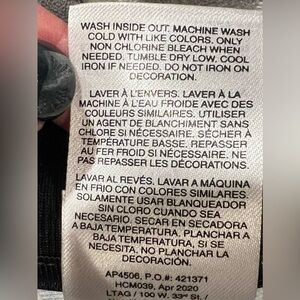 WASH INSIDE OUT. MACHINE WASH
COLD WITH LIKE COLORS. ONLY
NON CHLORINE BLEACH WHEN
NEEDED. TUMBLE DRY LOW. COOL
IRON IF NEEDED. DO NOT IRON ON
DECORATION.
LAVER À L'ENVERS. LAVER À LA
MACHINE À L'EAU FROIDE AVEC DES
COULEURS SIMILAIRES. UTILISER
UN AGENT DE BLANCHIMENT SANS
CHLORE SI NÉCESSAIRE. SÉCHER À
TEMPÉRATURE BASSE. REPASSER
AU FER FROID SI NÉCESSAIRE. NE
PAS REPASSER LES DÉCORATIONS.
LAVAR AL REVÉS. LAVAR A MÁQUINA
EN FRIO CON COLORES SIMILARES.
SOLAMENTE USAR BLANQUEADOR
SIN CLORO CUANDO SEA
NECESARIO. SECAR EN SECADORA
A BAJA TEMPERATURA. PLANCHAR A
BAJA TEMPERATURA, SI SE
NECESITA. NO PLANCHAR LA
DECORACIÓN.
AP4506, P.O.#: 421371
HCM039, Apr 2020
LTAG / 100 W. 33rd St. /